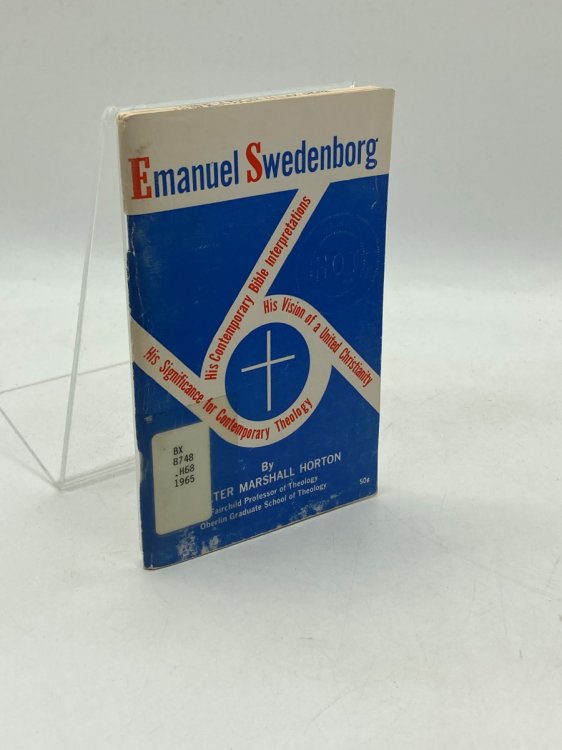 Emanuel Swedenborg
His Contemporary Bible Interpretations
His Vision of a United Christianity
His Significance for Contemporary Theology
By
TER MARSHALL HORTON
Fairchild Professor of Theology
Oberlin Graduate School of Theology
50¢
BX
8748
.H68
1965